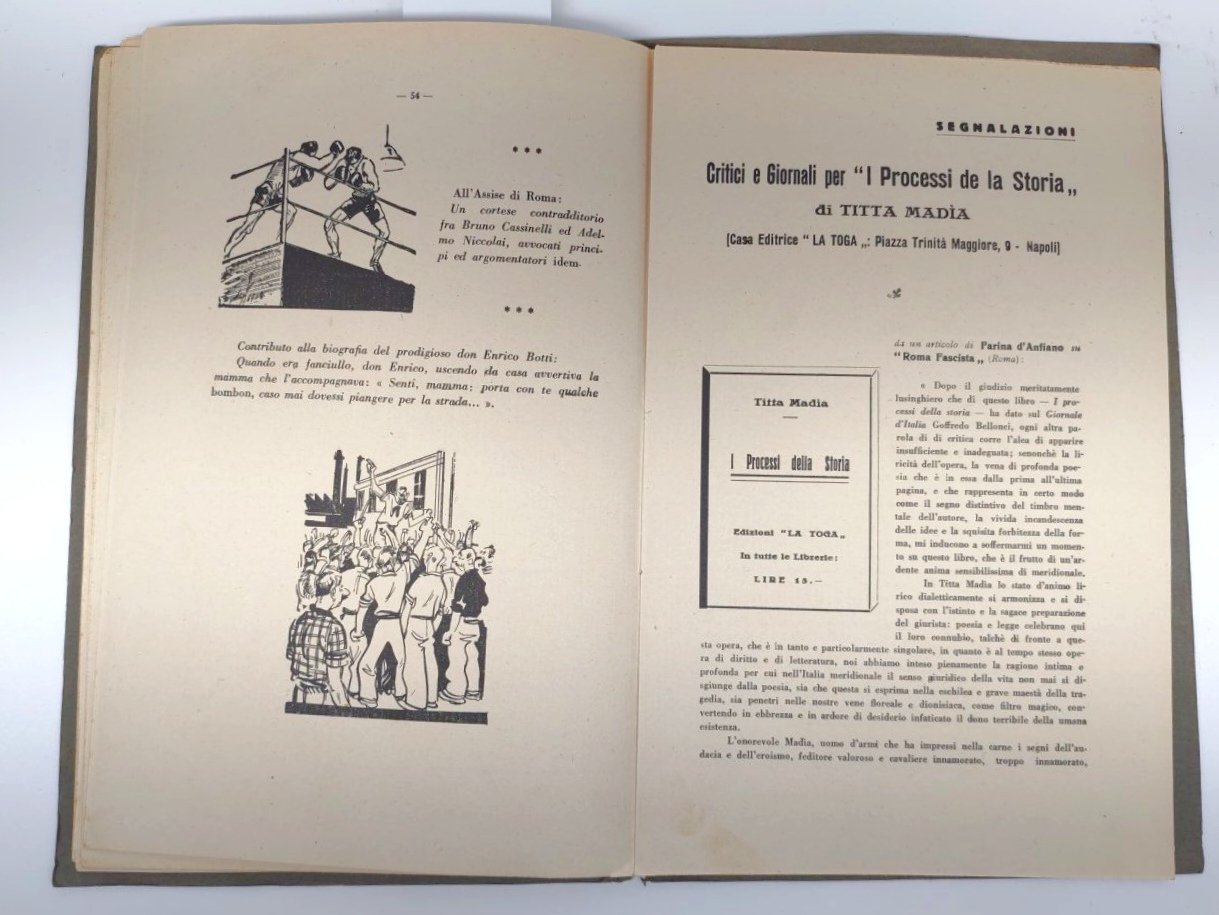 — 54 —
* * *
All'Assise di Roma:
Un cortese contradditorio
fra Bruno Cassinelli ed Adel-
mo Niccolai, avvocati princi-
pi ed argomentatori idem-
* * *
Contributo alla biografia del prodigioso don Enrico Botti:
Quando era fanciullo, don Enrico, uscendo da casa avvertiva la
mamma che l'accompagnava: « Senti, mamma; porta con te qualche
bombon, caso mai dovessi piangere per la strada... ».
SEGNALAZIONI
Critici e Giornali per “I Processi de la Storia„
di TITTA MADÌA
[Casa Editrice “ LA TOGA „: Piazza Trinità Maggiore, 9 - Napoli]
da un articolo di Farina d'Anfiano su
“Roma Fascista„ (Roma):
Titta Madìa
I Processi della Storia
Edizioni “LA TOGA„
In tutte le Librerie:
LIRE 15.—
« Dopo il giudizio meritatamente
lusinghiero che di questo libro — I pro-
cessi della storia — ha dato sul Giornale
d'Italia Goffredo Bellonci, ogni altra pa-
rola di di critica corre l'alea di apparire
insufficiente e inadeguata; senonchè la li-
ricità dell'opera, la vena di profonda poe-
sia che è in essa dalla prima all'ultima
pagina, e che rappresenta in certo modo
come il segno distintivo del timbro men-
tale dell'autore, la vivida incandescenza
delle idee e la squisita forbitezza della for-
ma, mi inducono a soffermarmi un momen-
to su questo libro, che è il frutto di un'ar-
dente anima sensibilissima di meridionale.
In Titta Madìa lo stato d'animo li-
rico dialetticamente si armonizza e si di-
sposa con l'istinto e la sagace preparazione
del giurista: poesia e legge celebrano qui
il loro connubio, talchè di fronte a que-
sta opera, che è in tanto e particolarmente singolare, in quanto è al tempo stesso ope-
ra di diritto e di letteratura, noi abbiamo inteso pienamente la ragione intima e
profonda per cui nell'Italia meridionale il senso giuridico della vita non mai si di-
sgiunge dalla poesia, sia che questa si esprima nella eschilea e grave maestà della tra-
gedia, sia penetri nelle nostre vene floreale e dionisiaca, come filtro magico, con-
vertendo in ebbrezza e in ardore di desiderio infaticato il dono terribile della umana
esistenza.
L'onorevole Madìa, uomo d'armi che ha impressi nella carne i segni dell'au-
dacia e dell'eroismo, feditore valoroso e cavaliere innamorato, troppo innamorato,